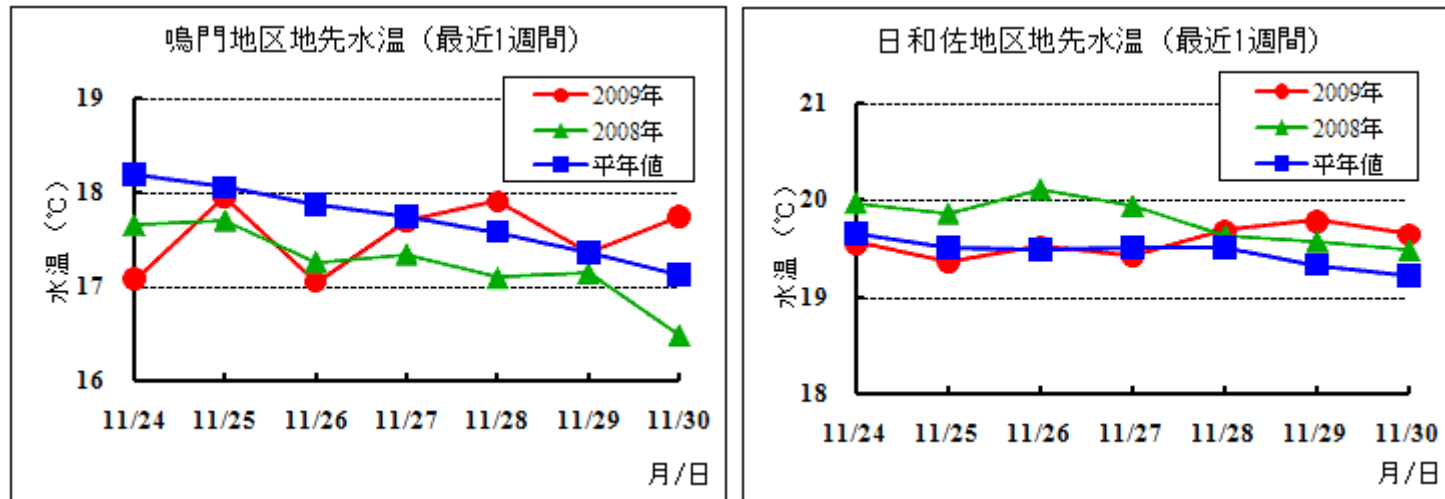 鳴門地区地先水温（最近1週間）
2009年
2008年
平年値
水温（℃）
19
18
17
16
11/24 11/25 11/26 11/27 11/28 11/29 11/30
月/日
日和佐地区地先水温（最近1週間）
2009年
2008年
平年値
水温（℃）
21
20
19
18
11/24 11/25 11/26 11/27 11/28 11/29 11/30
月/日